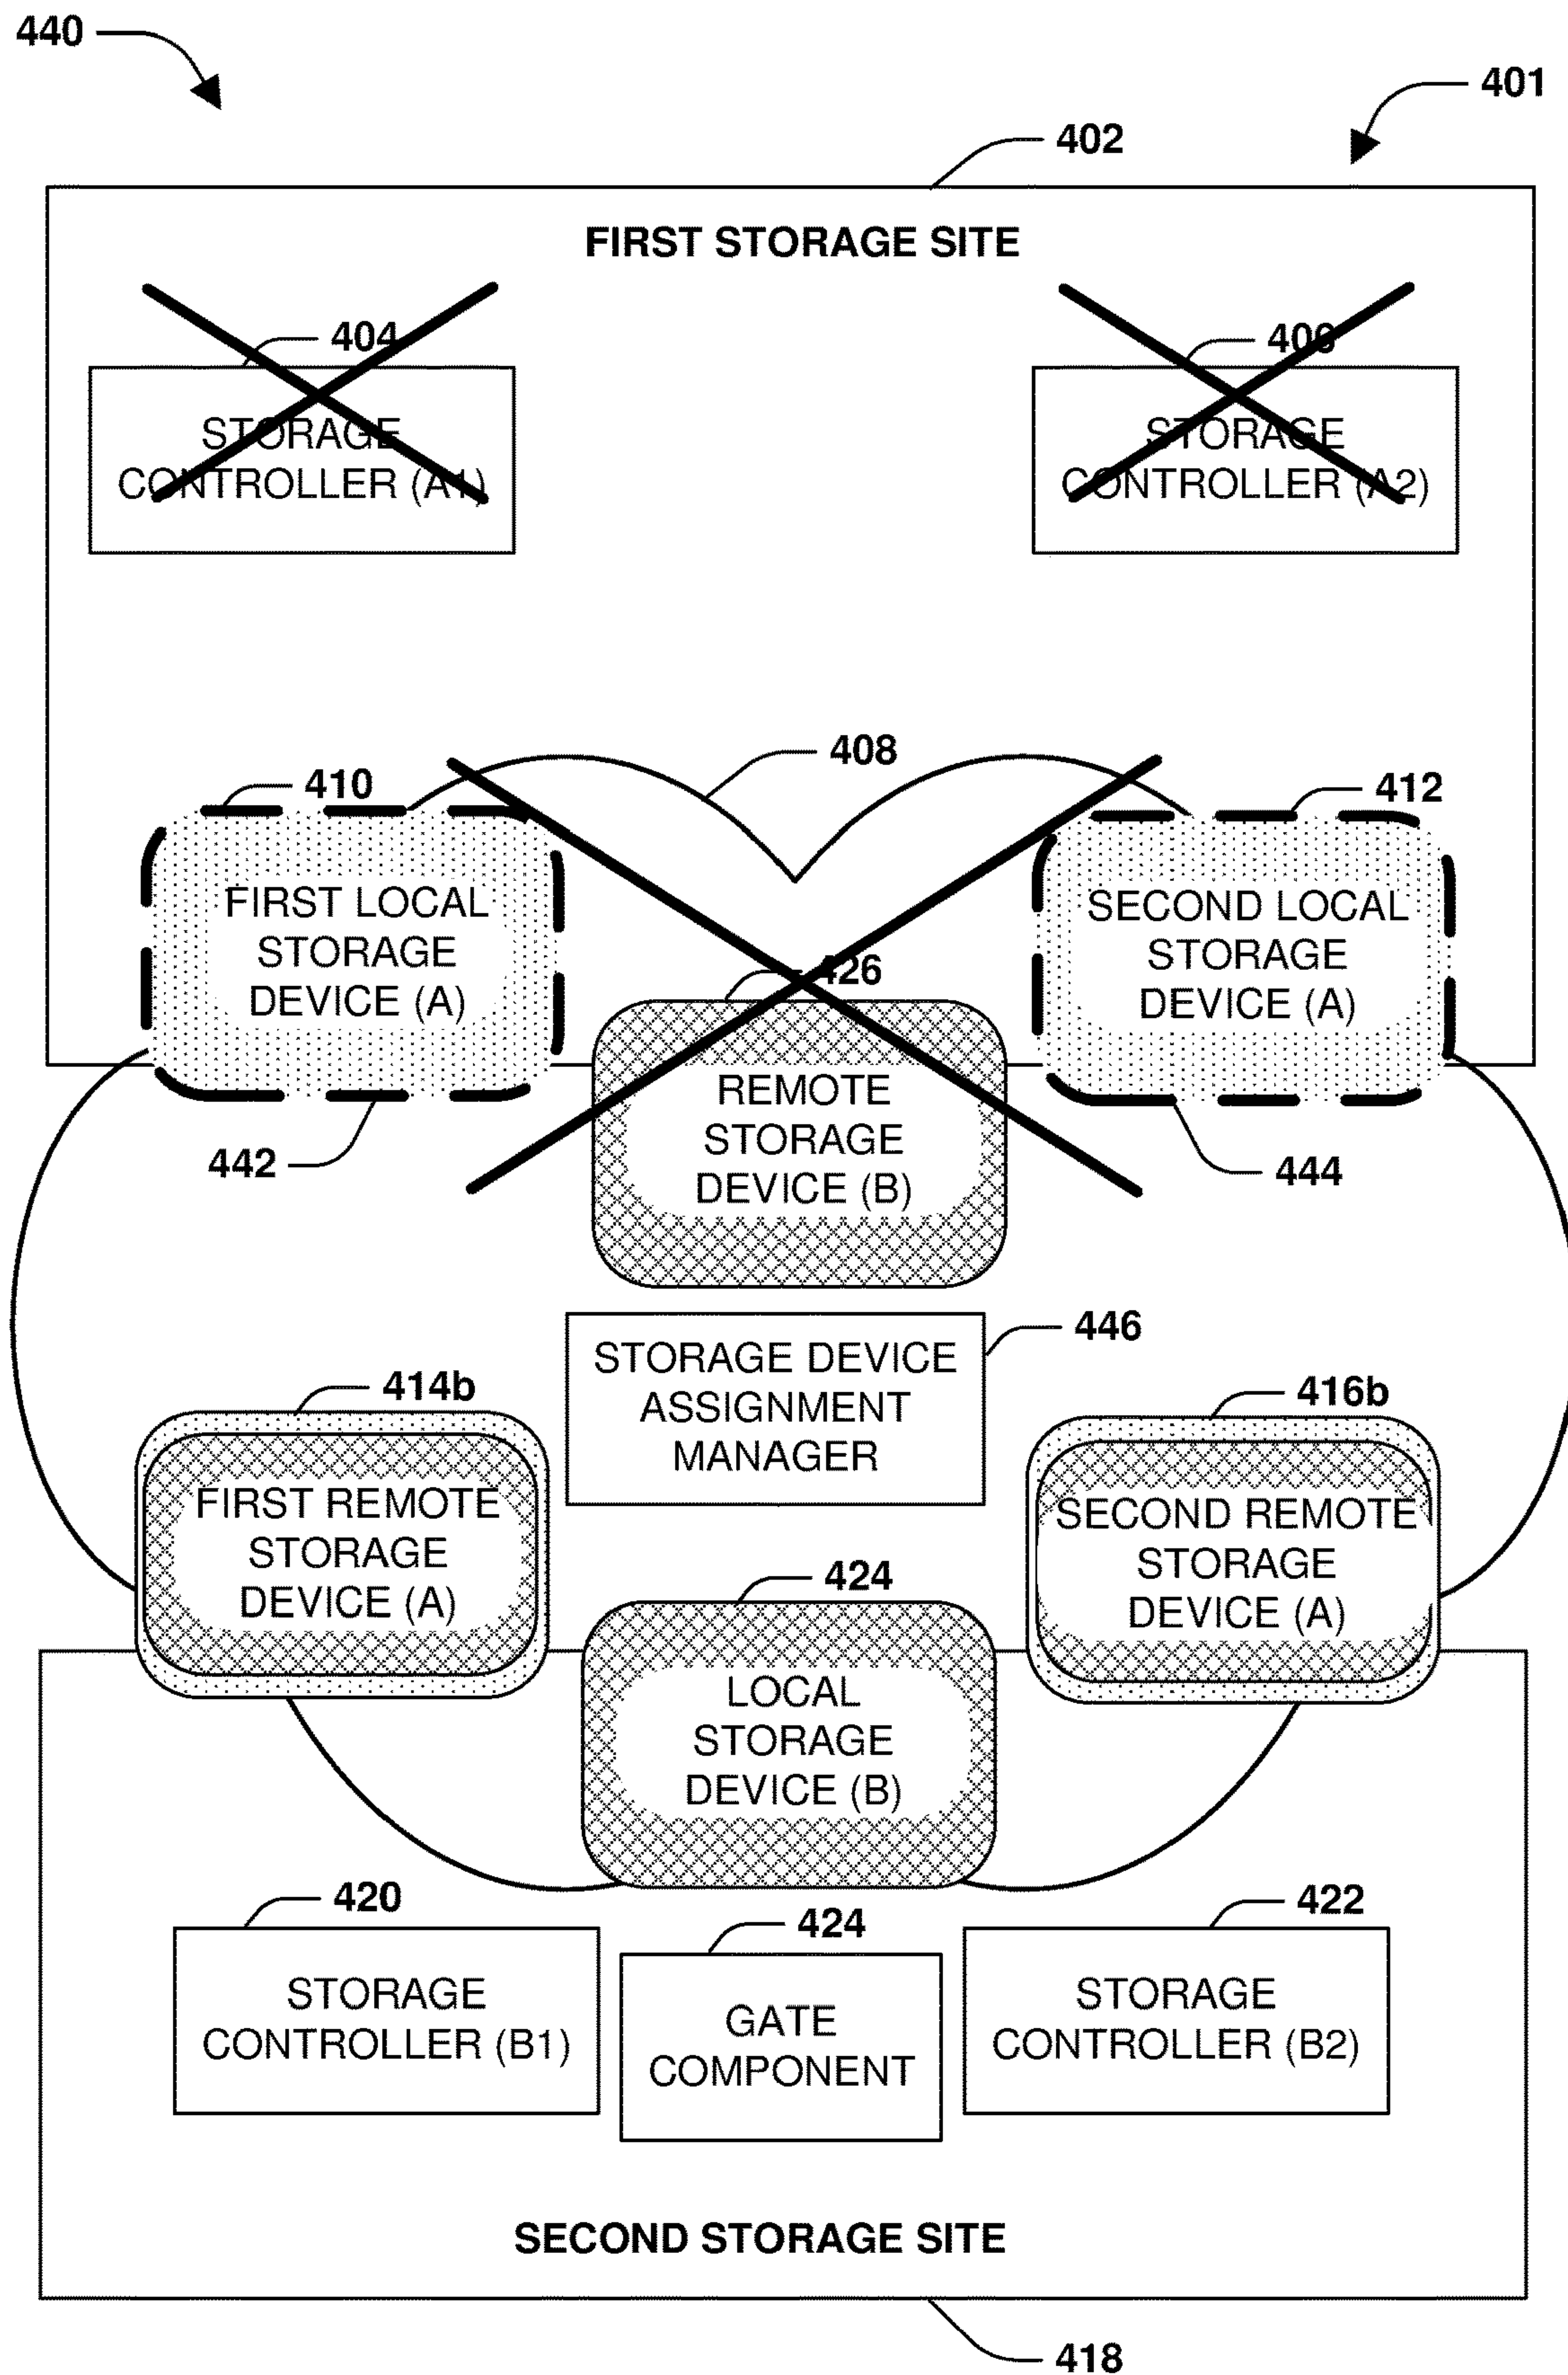 440
401
402
FIRST STORAGE SITE
404
406
STORAGE
CONTROLLER (A1)
STORAGE
CONTROLLER (A2)
408
410
412
FIRST LOCAL
STORAGE
DEVICE (A)
SECOND LOCAL
STORAGE
DEVICE (A)
426
REMOTE
STORAGE
DEVICE (B)
442
444
446
STORAGE DEVICE
ASSIGNMENT
MANAGER
414b
416b
FIRST REMOTE
STORAGE
DEVICE (A)
SECOND REMOTE
STORAGE
DEVICE (A)
424
LOCAL
STORAGE
DEVICE (B)
420
424
422
STORAGE
CONTROLLER (B1)
GATE
COMPONENT
STORAGE
CONTROLLER (B2)
SECOND STORAGE SITE
418